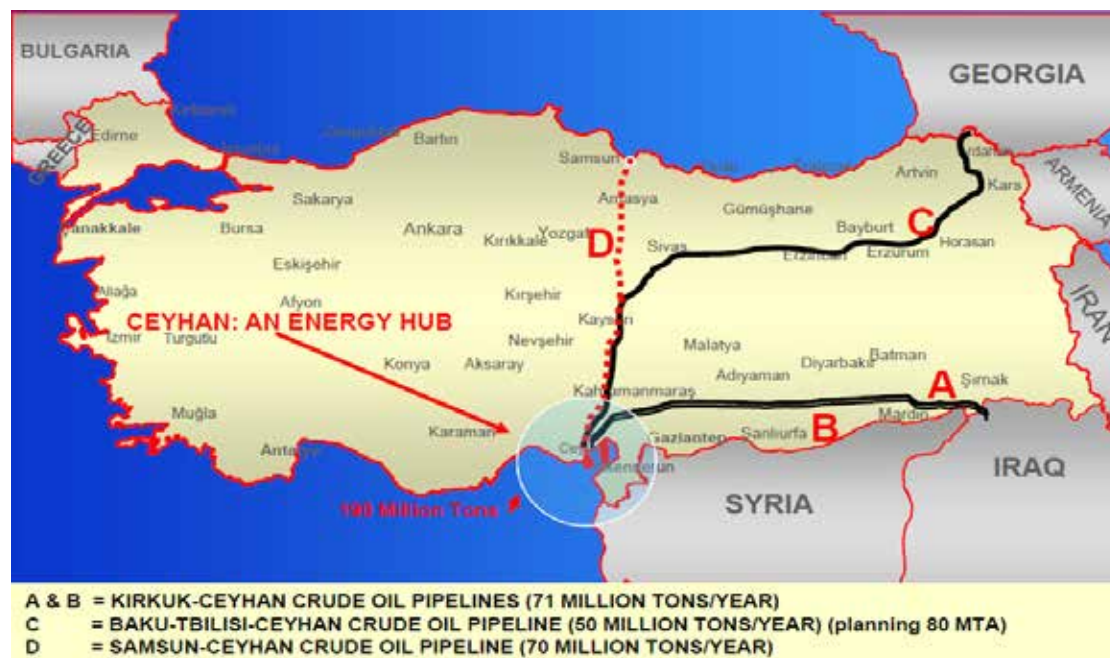 BULGARIA
GEORGIA
GREECE
Edirne
Bartın
Samsun
Artvin
Kars
ARMENIA
Amasya
Gümüşhane
C
Sakarya
Bursa
Ankara
Kırıkkale
Yozgat
D
Sivas
Bayburt
Erzurum
Horasan
Eskişehir
IRAN
Afyon
Kırşehir
CEYHAN: AN ENERGY HUB
Turgutlu
Nevşehir
Malatya
Diyarbakır
Batman
Konya
Aksaray
Adıyaman
A
Şırnak
Kahramanmaraş
Muğla
Karaman
Mardin
Gaziantep
Sanlıurfa
B
IRAQ
SYRIA
Million Tons
A & B = KIRKUK-CEYHAN CRUDE OIL PIPELINES (71 MILLION TONS/YEAR)
C = BAKU-TBILISI-CEYHAN CRUDE OIL PIPELINE (50 MILLION TONS/YEAR) (planning 80 MTA)
D = SAMSUN-CEYHAN CRUDE OIL PIPELINE (70 MILLION TONS/YEAR)